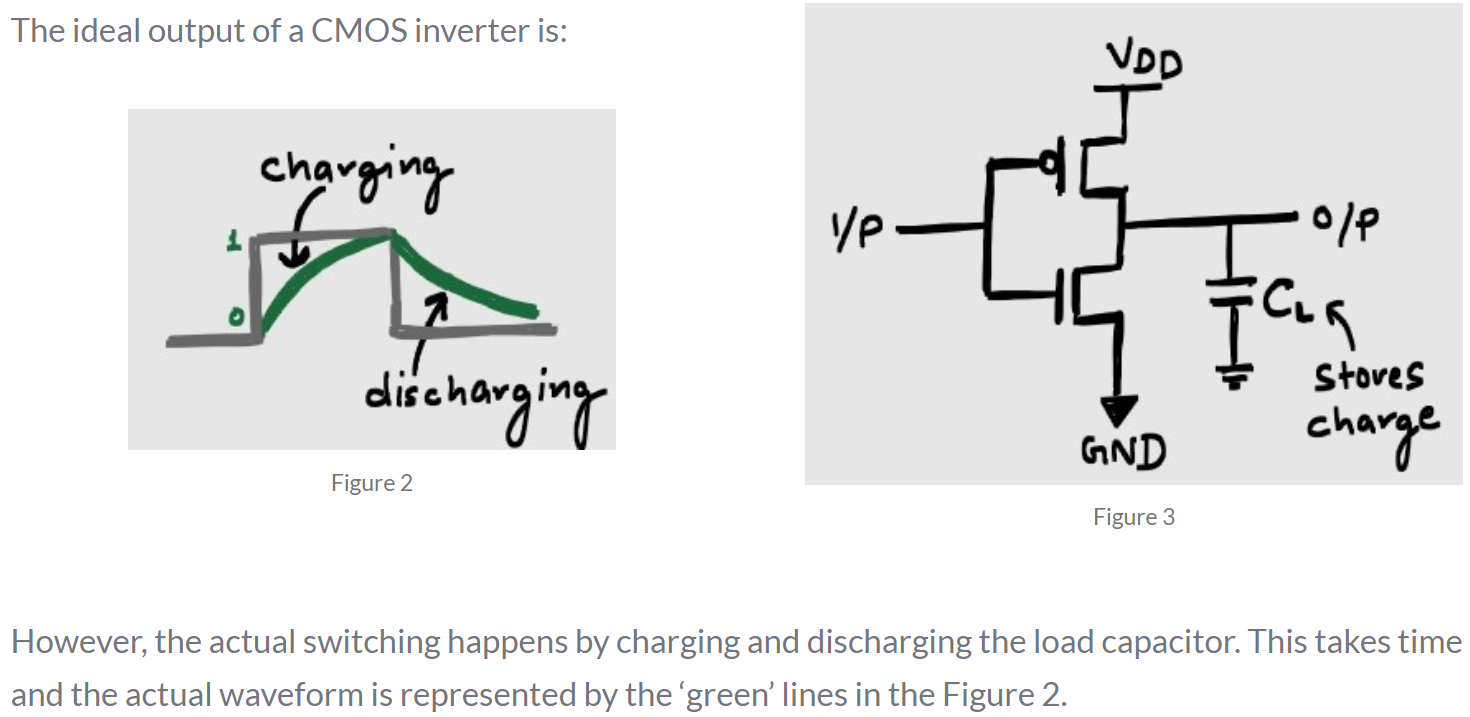 The ideal output of a CMOS inverter is:
charging
1
0
discharging
Figure 2
VDD
I/P
O/P
CL
stores
charge
GND
Figure 3
However, the actual switching happens by charging and discharging the load capacitor. This takes time
and the actual waveform is represented by the ‘green’ lines in the Figure 2.